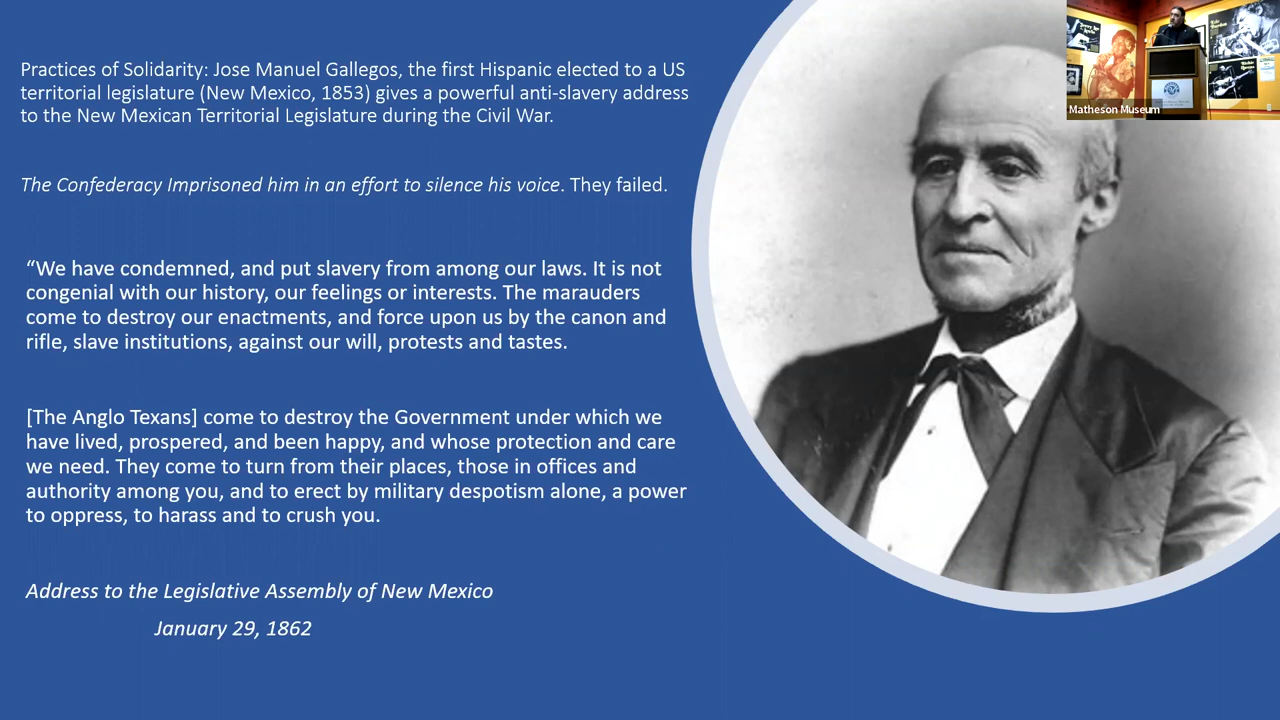 Practices of Solidarity: Jose Manuel Gallegos, the first Hispanic elected to a US
territorial legislature (New Mexico, 1853) gives a powerful anti-slavery address
to the New Mexican Territorial Legislature during the Civil War.
The Confederacy Imprisoned him in an effort to silence his voice. They failed.
“We have condemned, and put slavery from among our laws. It is not
congenial with our history, our feelings or interests. The marauders
come to destroy our enactments, and force upon us by the canon and
rifle, slave institutions, against our will, protests and tastes.
[The Anglo Texans] come to destroy the Government under which we
have lived, prospered, and been happy, and whose protection and care
we need. They come to turn from their places, those in offices and
authority among you, and to erect by military despotism alone, a power
to oppress, to harass and to crush you.
Address to the Legislative Assembly of New Mexico
January 29, 1862
Matheson Museum